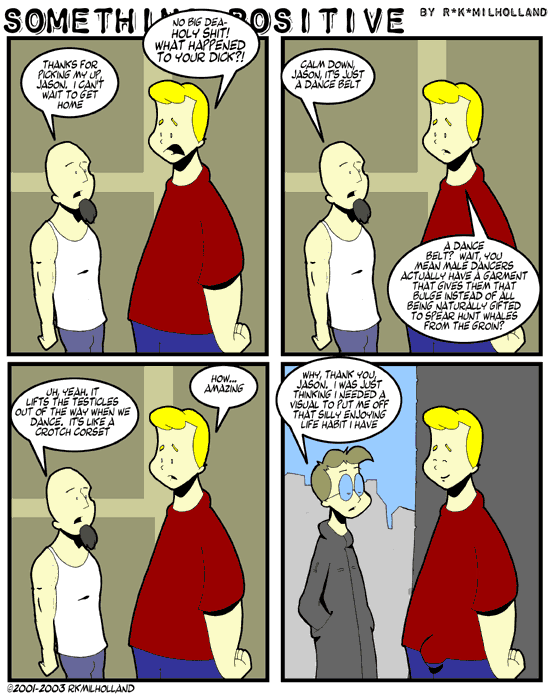 SOMETHING POSITIVE BY R*K*MILHOLLAND
THANKS FOR
PICKING MY UP,
JASON. I CAN'T
WAIT TO GET
HOME
NO BIG DEA-
HOLY SHIT!
WHAT HAPPENED
TO YOUR DICK?!
CALM DOWN,
JASON, IT'S JUST
A DANCE BELT
A DANCE
BELT? WAIT, YOU
MEAN MALE DANCERS
ACTUALLY HAVE A GARMENT
THAT GIVES THEM THAT
BULGE INSTEAD OF ALL
BEING NATURALLY GIFTED
TO SPEAR HUNT WHALES
FROM THE GROIN?
UH, YEAH. IT
LIFTS THE TESTICLES
OUT OF THE WAY WHEN WE
DANCE. IT'S LIKE A
CROTCH CORSET
HOW...
AMAZING
WHY, THANK YOU,
JASON. I WAS JUST
THINKING I NEEDED A
VISUAL TO PUT ME OFF
THAT SILLY ENJOYING
LIFE HABIT I HAVE
©2001-2003 RKMILHOLLAND